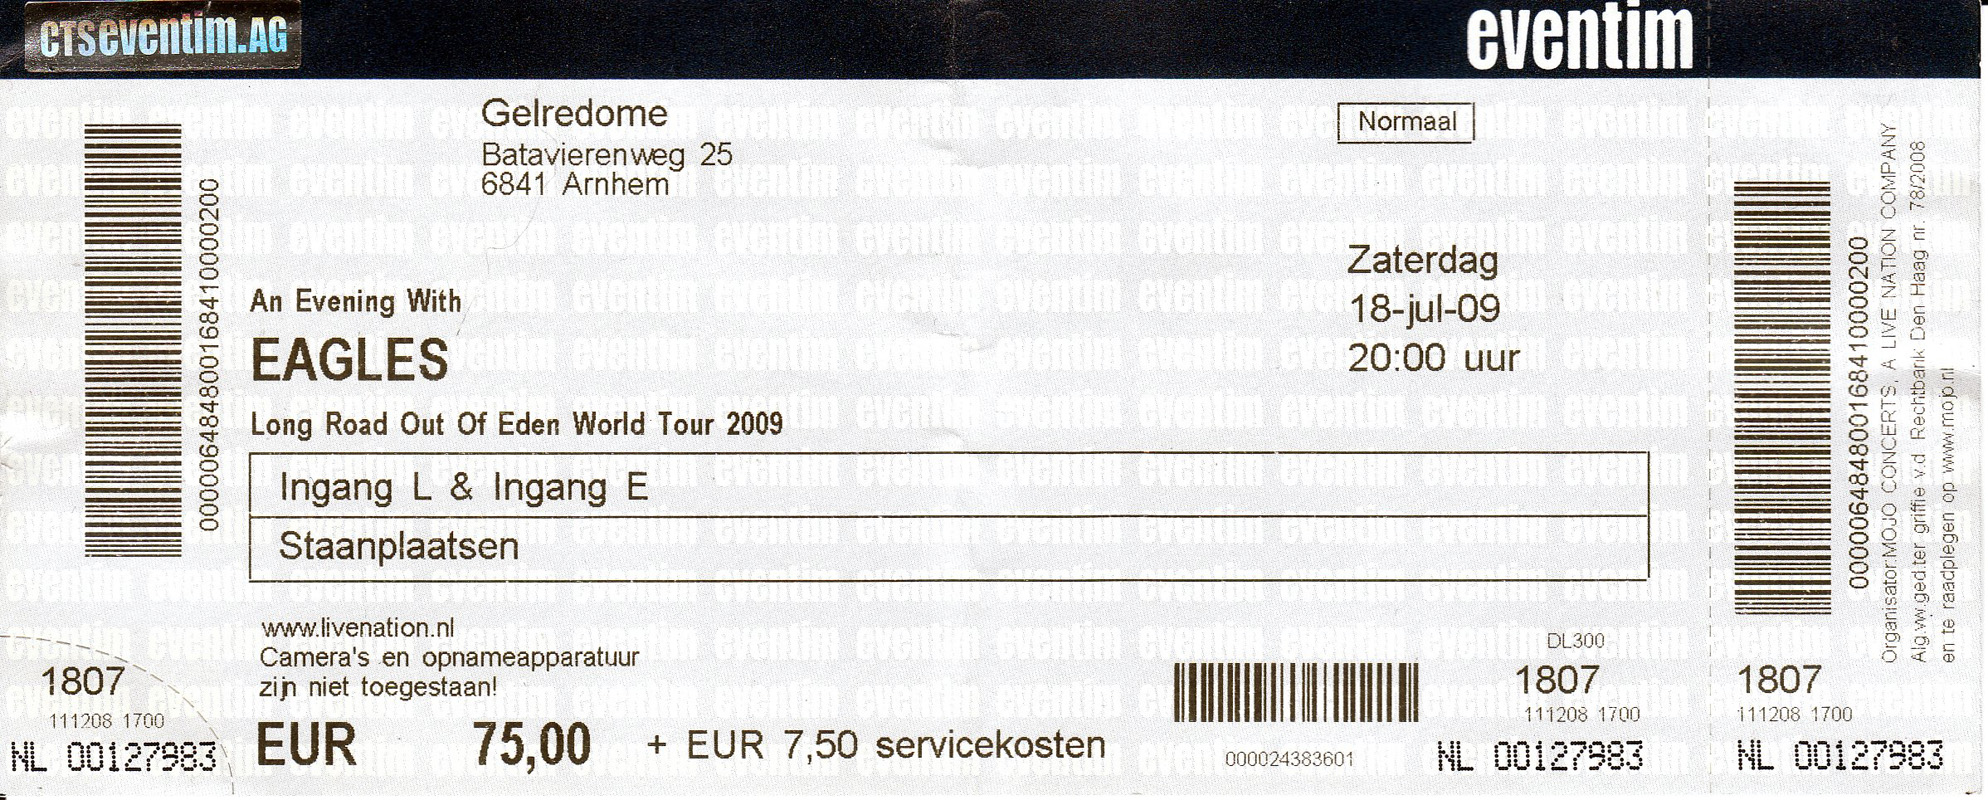 CTSeventim.AG
eventim
Gelredome
Batavierenweg 25
6841 Arnhem
Normaal
Zaterdag
18-jul-09
20:00 uur
An Evening With
EAGLES
Long Road Out Of Eden World Tour 2009
Ingang L & Ingang E
Staanplaatsen
www.livenation.nl
Camera's en opnameapparatuur
zijn niet toegestaan!
EUR 75,00 + EUR 7,50 servicekosten
000006484800168410000200
1807
111208 1700
NL 00127983
000024383601
DL300
1807
111208 1700
NL 00127983
000006484800168410000200
Organisator:MOJO CONCERTS, A LIVE NATION COMPANY
Alg.vw.ged.ter griffie v.d Rechtbank Den Haag nr. 78/2008
en te raadplegen op www.mojo.nl
1807
111208 1700
NL 00127983